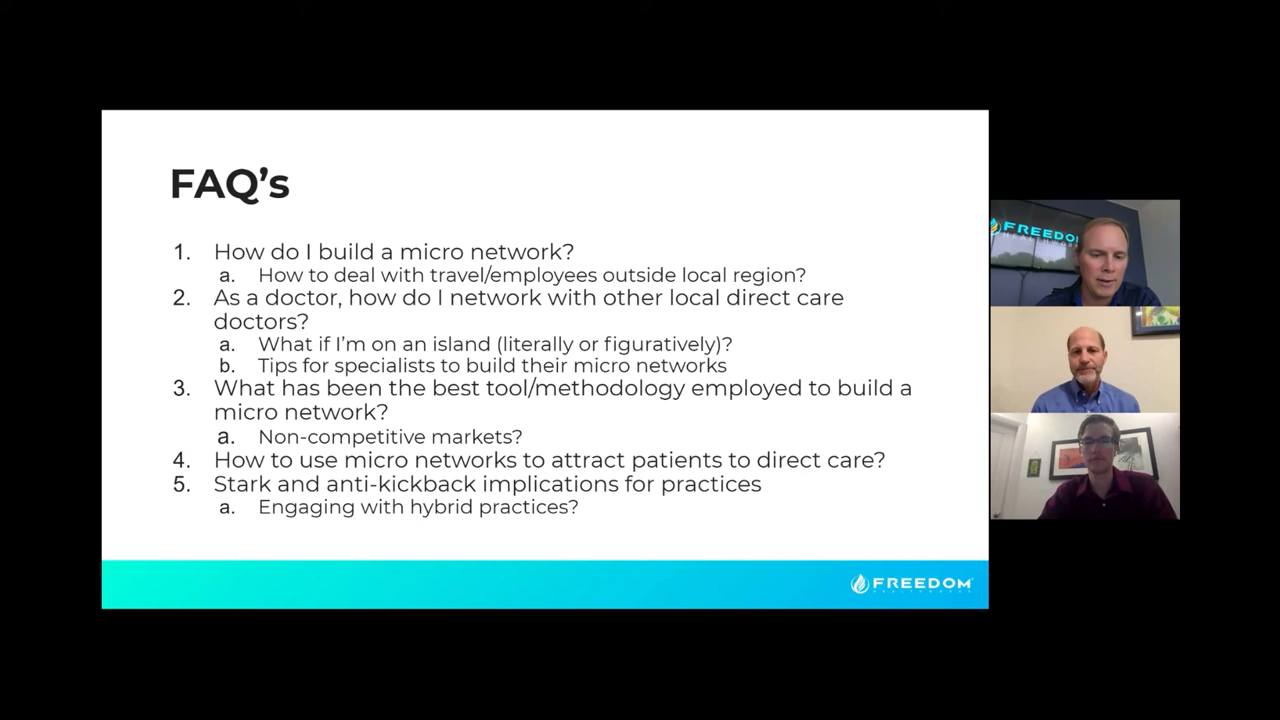 FAQ's
1. How do I build a micro network?
a. How to deal with travel/employees outside local region?
2. As a doctor, how do I network with other local direct care
doctors?
a. What if I'm on an island (literally or figuratively)?
b. Tips for specialists to build their micro networks
3. What has been the best tool/methodology employed to build a
micro network?
a. Non-competitive markets?
4. How to use micro networks to attract patients to direct care?
5. Stark and anti-kickback implications for practices
a. Engaging with hybrid practices?
FREEDOM
FREEDO